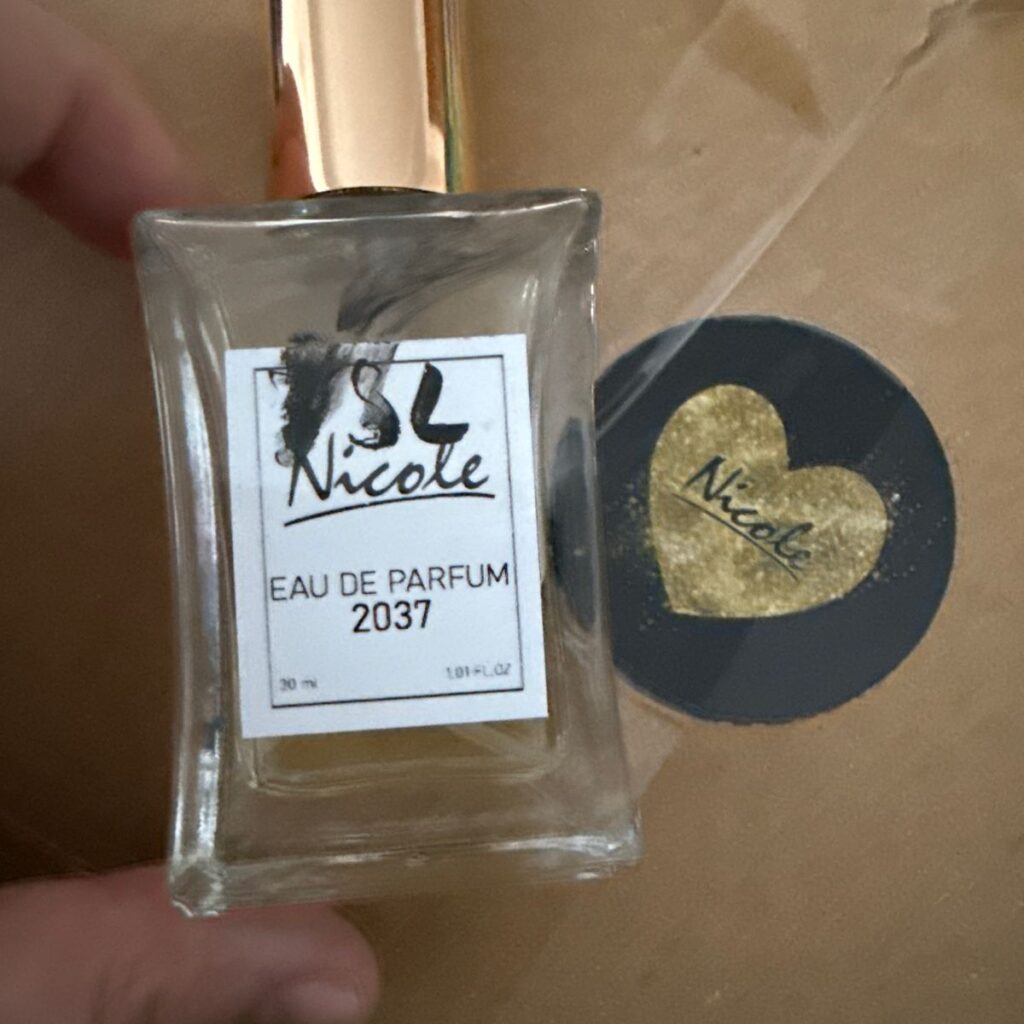 SL
Nicole
EAU DE PARFUM
2037
30 ml
1.01 FL.OZ
Nicole